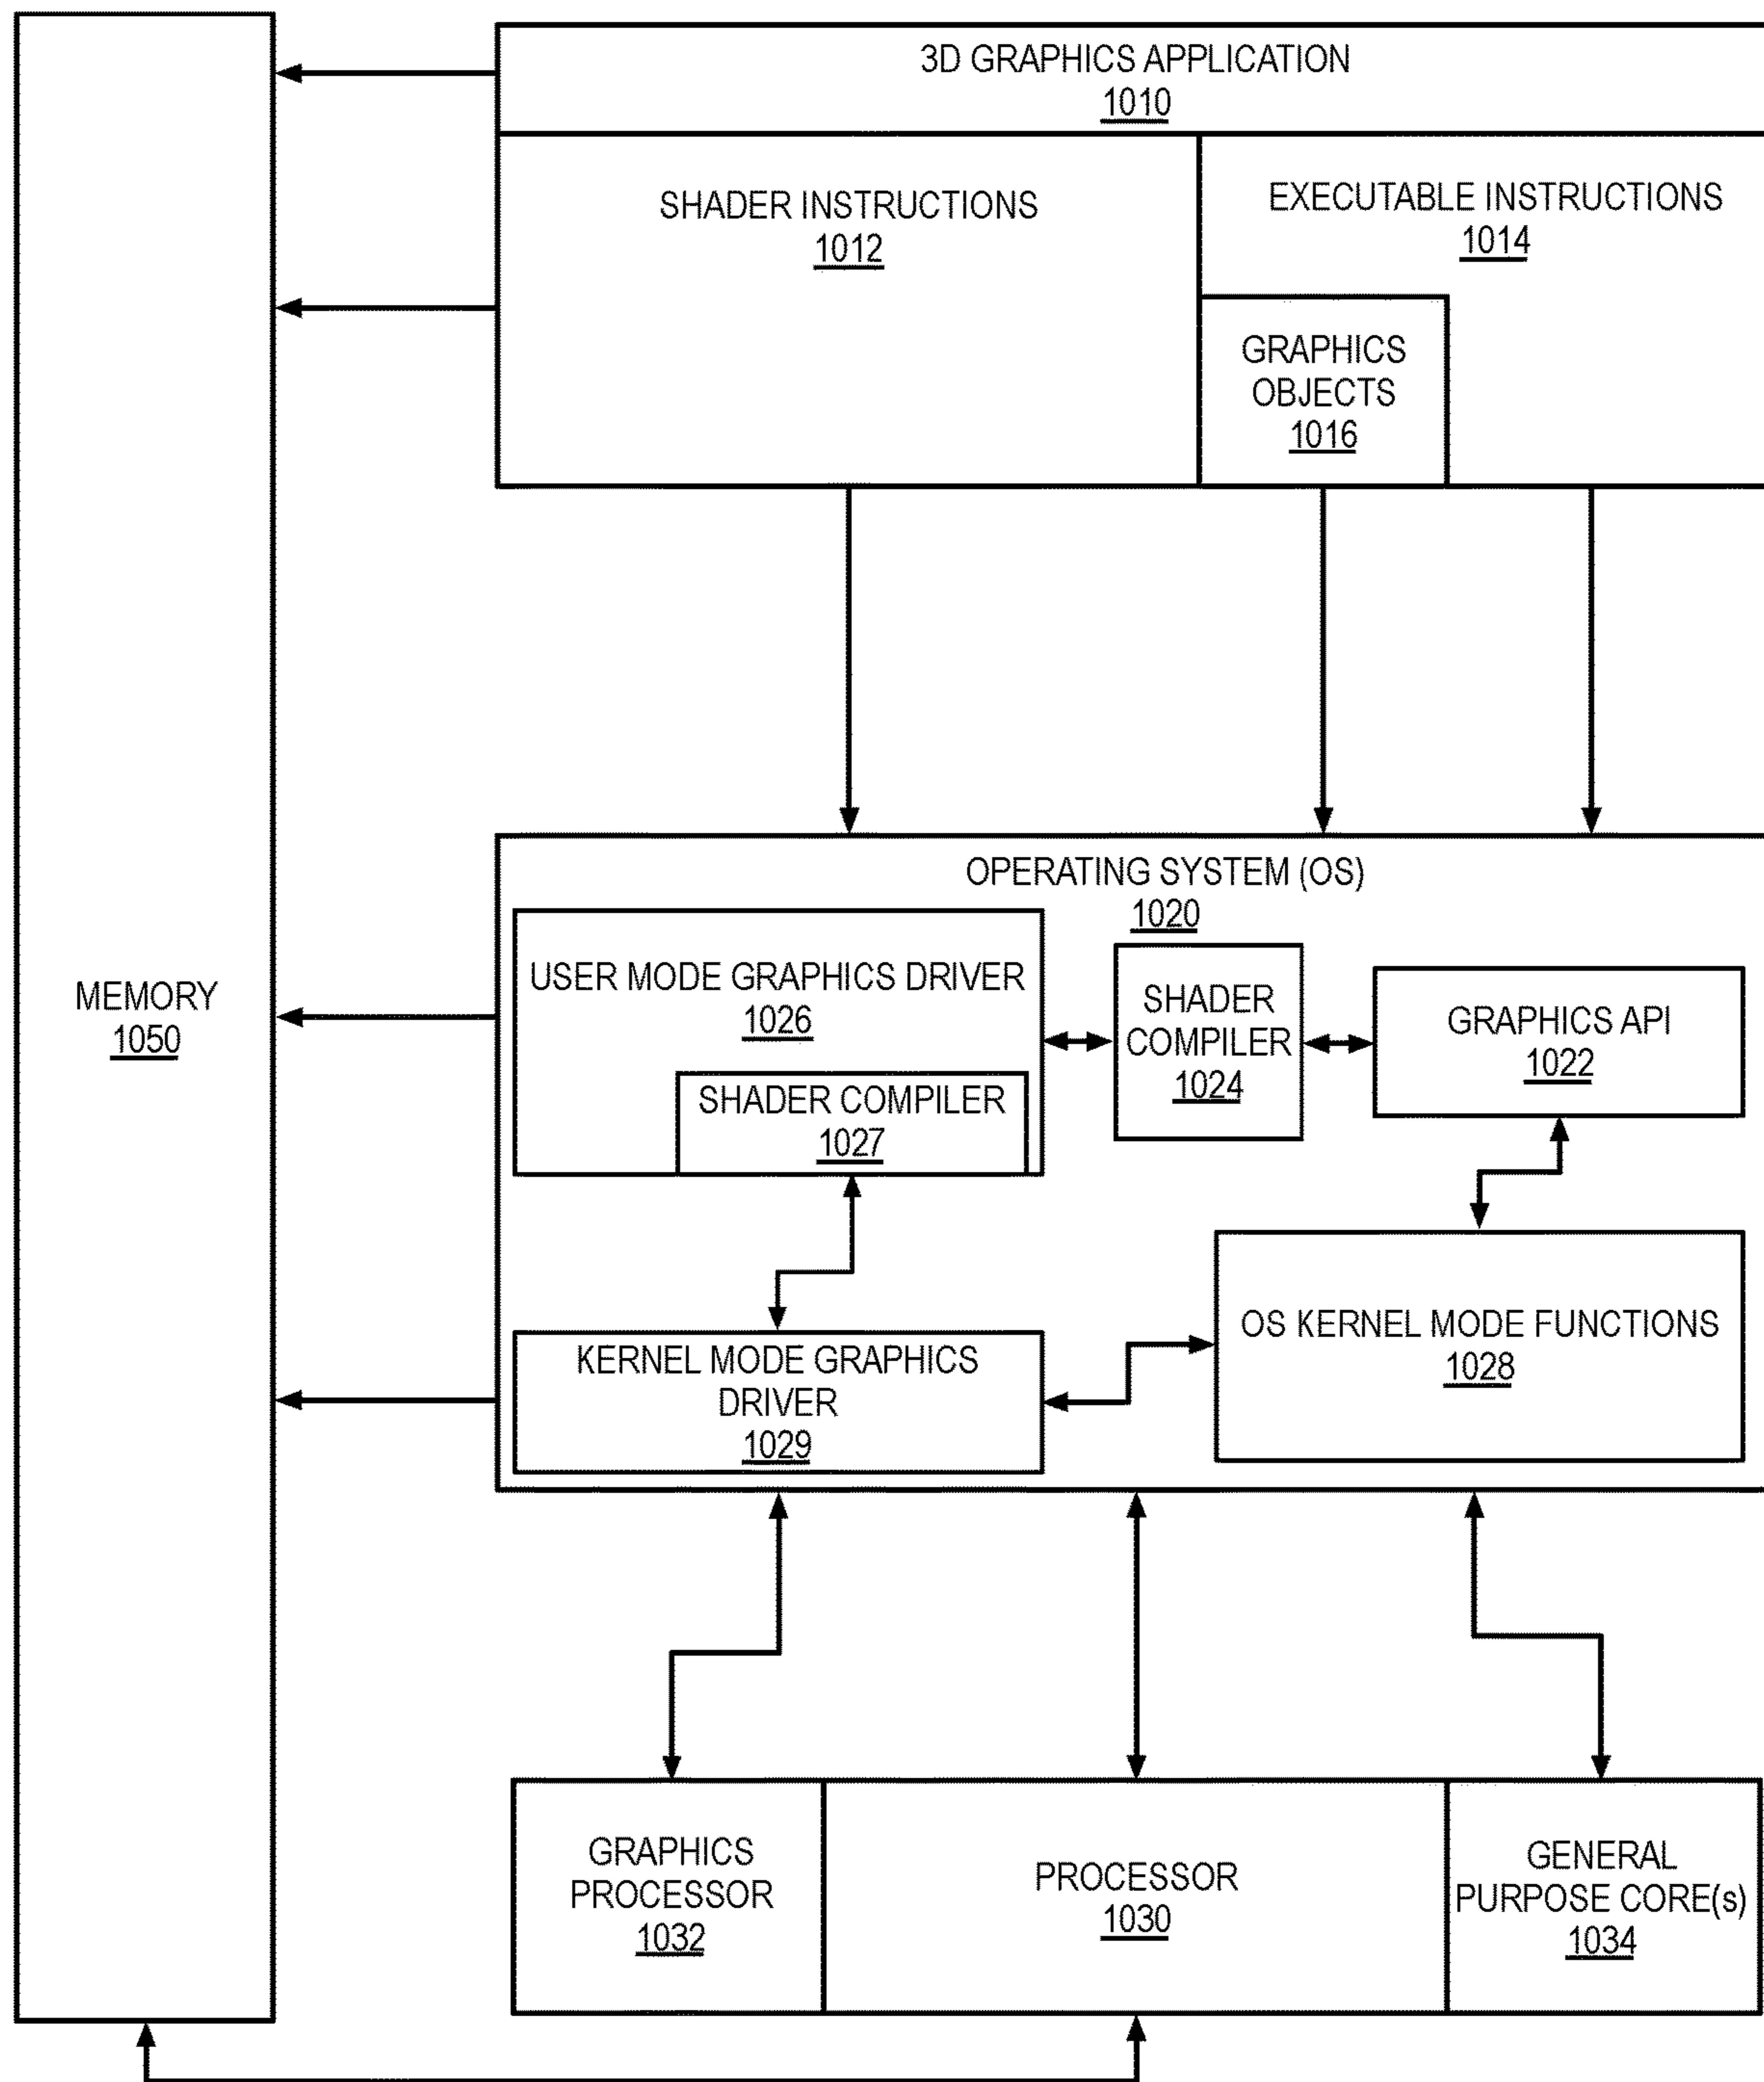 3D GRAPHICS APPLICATION
1010
SHADER INSTRUCTIONS
1012
EXECUTABLE INSTRUCTIONS
1014
GRAPHICS
OBJECTS
1016
MEMORY
1050
OPERATING SYSTEM (OS)
1020
USER MODE GRAPHICS DRIVER
1026
SHADER COMPILER
1027
SHADER
COMPILER
1024
GRAPHICS API
1022
KERNEL MODE GRAPHICS
DRIVER
1029
OS KERNEL MODE FUNCTIONS
1028
GRAPHICS
PROCESSOR
1032
PROCESSOR
1030
GENERAL
PURPOSE CORE(s)
1034